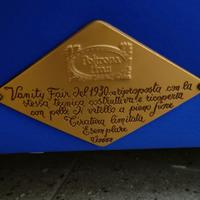 Poltrona
Frau
Vanity Fair del 1930 riproposta con la
stessa tecnica costruttiva e ricoperta
con pelle di vitello a pieno fiore
Tiratura limitata
Esemplare